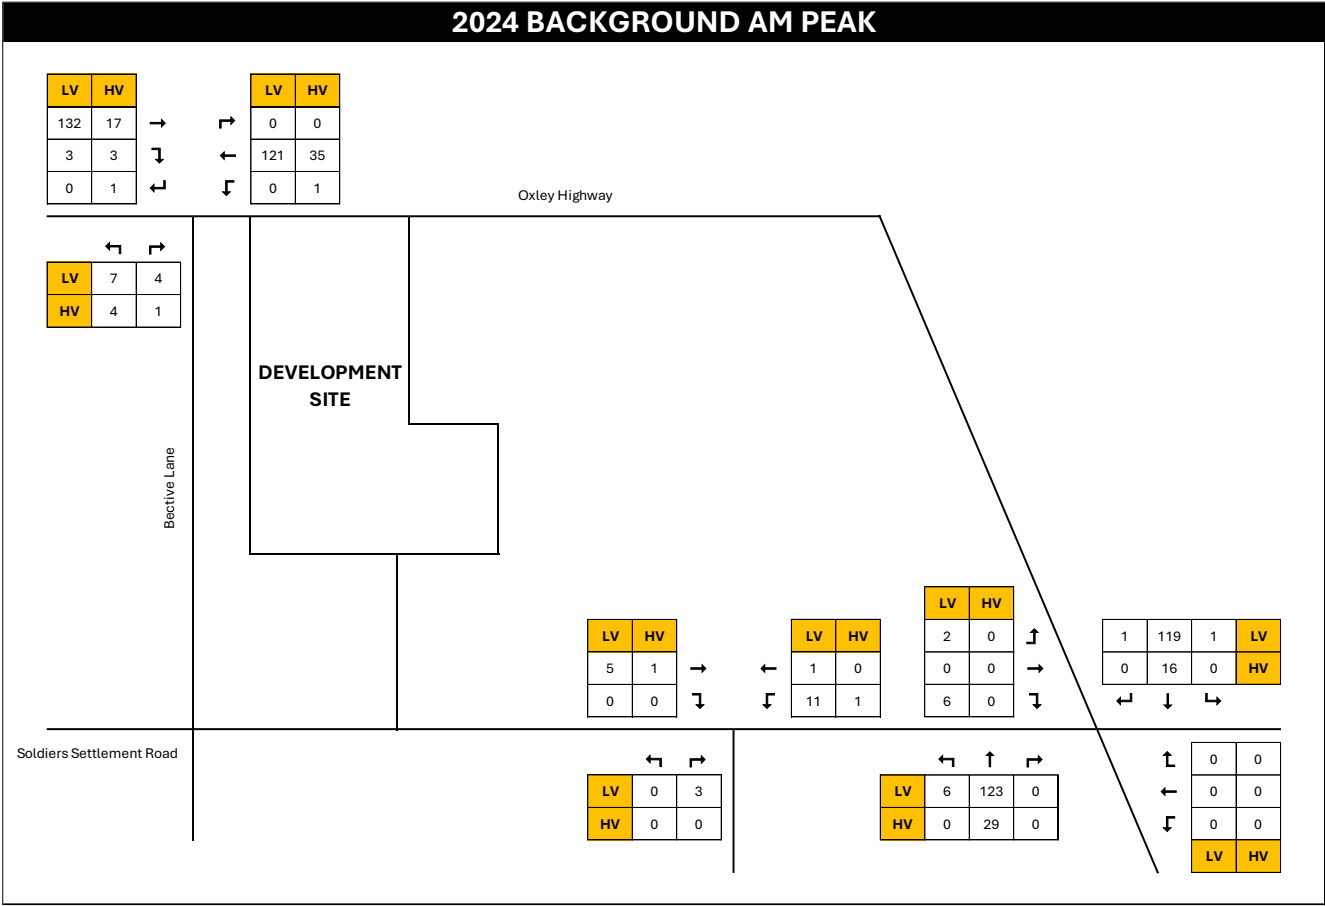 2024 BACKGROUND AM PEAK
LV HV LV HV
132 17 → ↱ 0 0
3 3 ↴ ← 121 35
0 1 ↵ ↰ 0 1
Oxley Highway
LV 7 4
HV 4 1
DEVELOPMENT
SITE
Bective Lane
LV HV
LV HV LV HV 2 0 1 119 1 LV
5 1 1 0 0 0 0 16 0 HV
0 0 11 1 6 0
Soldiers Settlement Road
0 0
LV 0 3 LV 6 123 0 0 0
HV 0 0 HV 0 29 0 0 0
LV HV